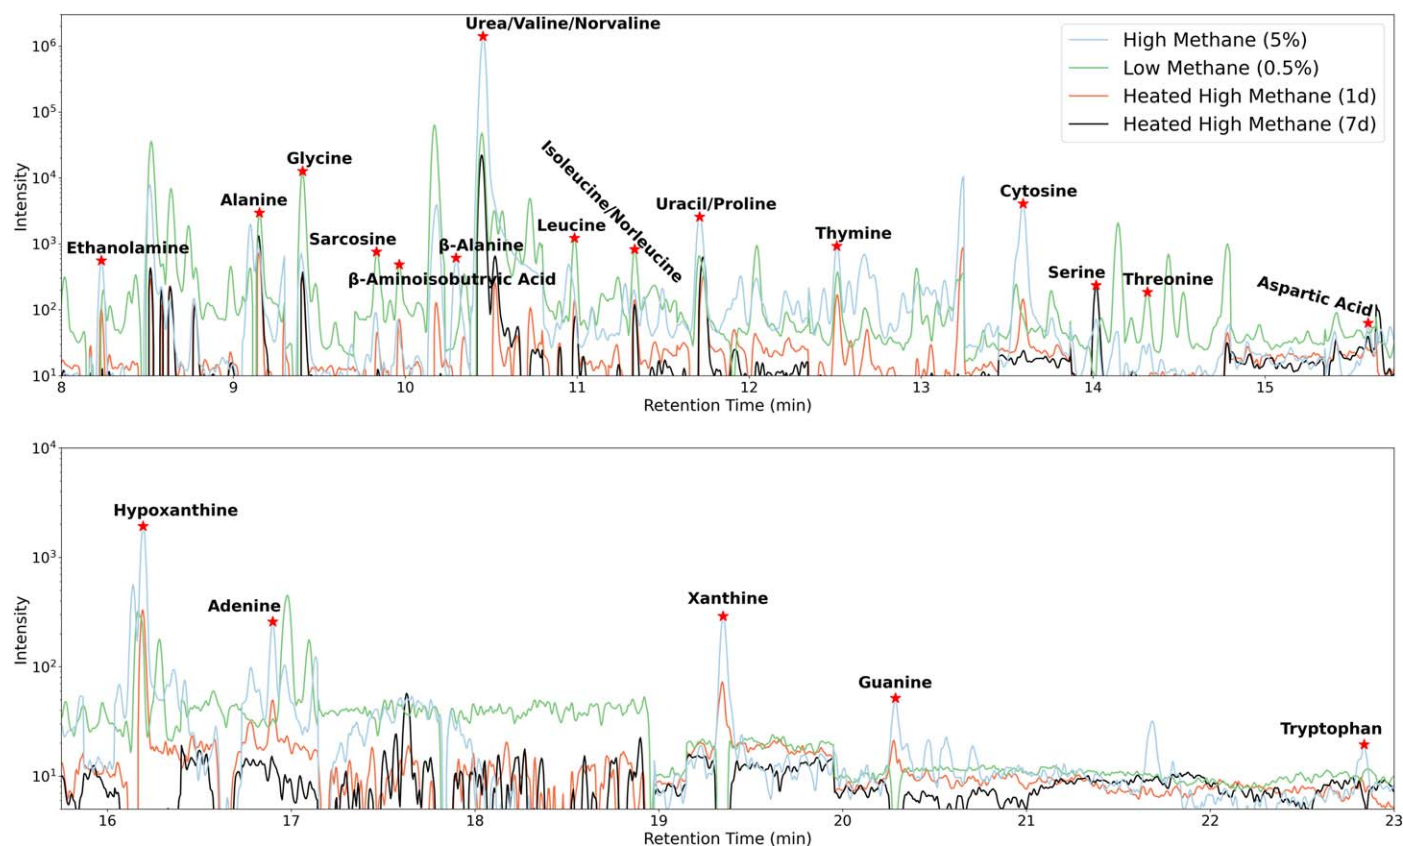 Urea/Valine/Norvaline
High Methane (5%)
Low Methane (0.5%)
Heated High Methane (1d)
Heated High Methane (7d)
Isoleucine/Norleucine
Glycine
Alanine
Uracil/Proline
Cytosine
Leucine
Sarcosine
β-Alanine
Thymine
Ethanolamine
β-Aminoisobutryic Acid
Serine
Threonine
Aspartic Acid
Intensity
10⁶
10⁵
10⁴
10³
10²
10¹
8 9 10 11 12 13 14 15
Retention Time (min)
Hypoxanthine
Adenine
Xanthine
Guanine
Tryptophan
Intensity
10⁴
10³
10²
10¹
16 17 18 19 20 21 22 23
Retention Time (min)